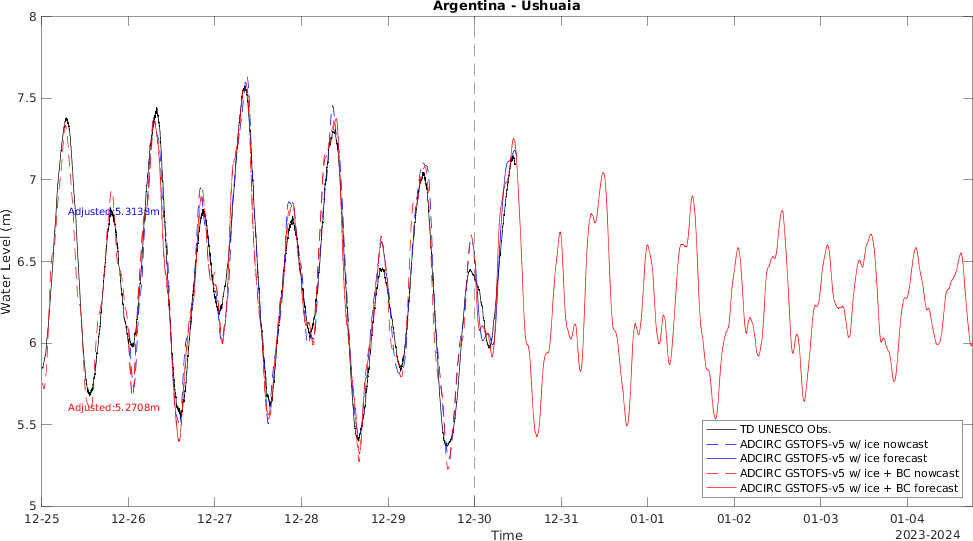 Argentina - Ushuaia
8
7.5
7
6.5
6
5.5
5
Water Level (m)
Adjusted:5.3138m
Adjusted:5.2708m
TD UNESCO Obs.
ADCIRC GSTOFS-v5 w/ ice nowcast
ADCIRC GSTOFS-v5 w/ ice forecast
ADCIRC GSTOFS-v5 w/ ice + BC nowcast
ADCIRC GSTOFS-v5 w/ ice + BC forecast
12-25 12-26 12-27 12-28 12-29 12-30 12-31 01-01 01-02 01-03 01-04
Time
2023-2024